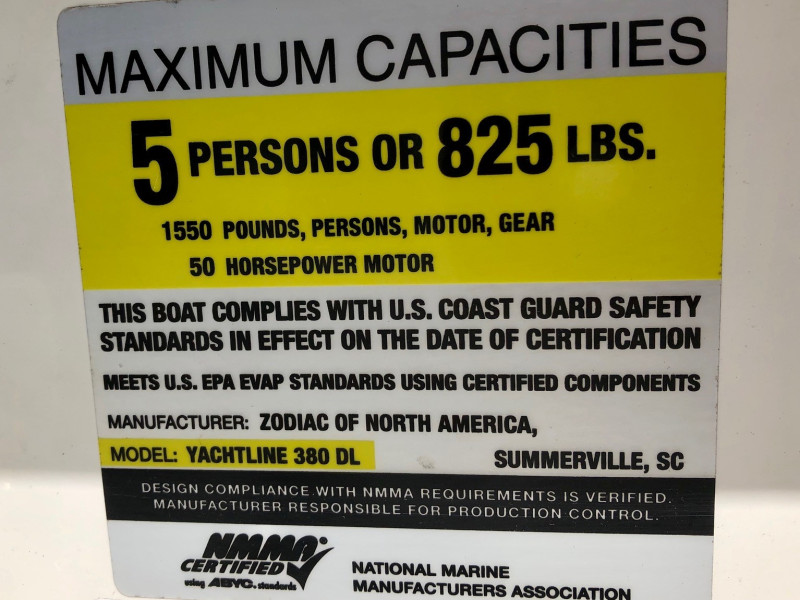 MAXIMUM CAPACITIES
5 PERSONS OR 825 LBS.
1550 POUNDS, PERSONS, MOTOR, GEAR
50 HORSEPOWER MOTOR
THIS BOAT COMPLIES WITH U.S. COAST GUARD SAFETY
STANDARDS IN EFFECT ON THE DATE OF CERTIFICATION
MEETS U.S. EPA EVAP STANDARDS USING CERTIFIED COMPONENTS
MANUFACTURER: ZODIAC OF NORTH AMERICA,
MODEL: YACHTLINE 380 DL SUMMERVILLE, SC
DESIGN COMPLIANCE WITH NMMA REQUIREMENTS IS VERIFIED.
MANUFACTURER RESPONSIBLE FOR PRODUCTION CONTROL.
NMMA®
CERTIFIED
using ABYC. standards
NATIONAL MARINE
MANUFACTURERS ASSOCIATION